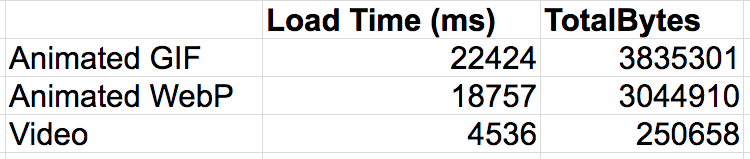 Load Time (ms) TotalBytes
Animated GIF 22424 3835301
Animated WebP 18757 3044910
Video 4536 250658